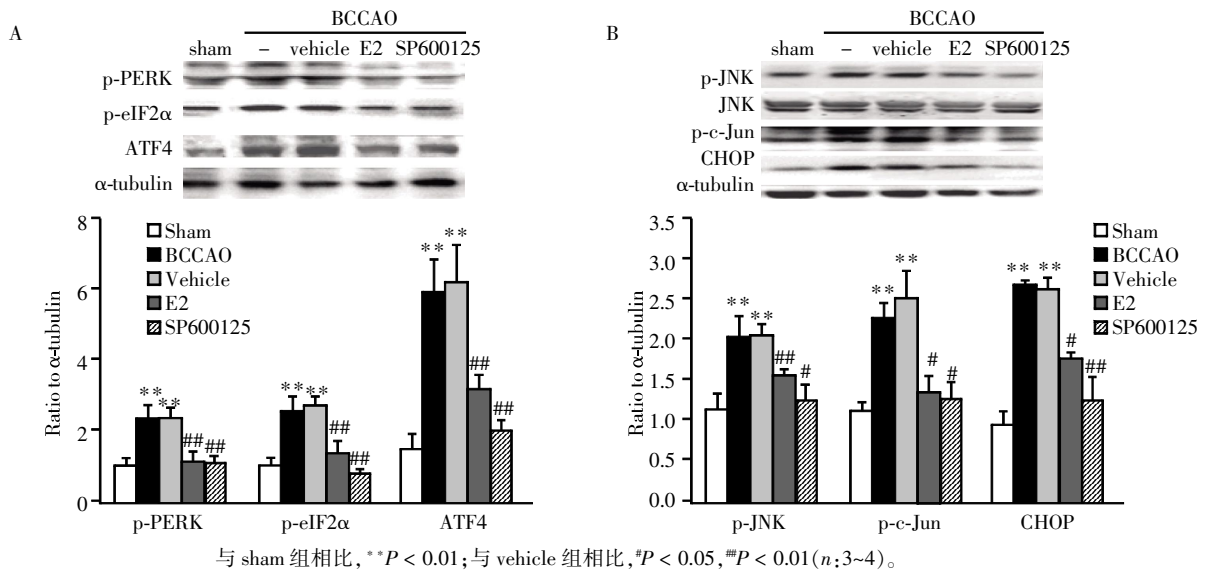 A
BCCAO
sham – vehicle E2 SP600125
p-PERK
p-eIF2α
ATF4
α-tubulin
8
6
4
2
0
Ratio to α-tubulin
Sham
BCCAO
Vehicle
E2
SP600125
** ** ## ##
** ** ## ##
** ** ## ##
p-PERK p-eIF2α ATF4
B
BCCAO
sham – vehicle E2 SP600125
p-JNK
JNK
p-c-Jun
CHOP
α-tubulin
3.5
3.0
2.5
2.0
1.5
1.0
0.5
0.0
Ratio to α-tubulin
Sham
BCCAO
Vehicle
E2
SP600125
** ** ## #
** ** # #
** ** # ##
p-JNK p-c-Jun CHOP
与 sham 组相比,**P < 0.01;与 vehicle 组相比,#P < 0.05,##P < 0.01(n:3~4)。